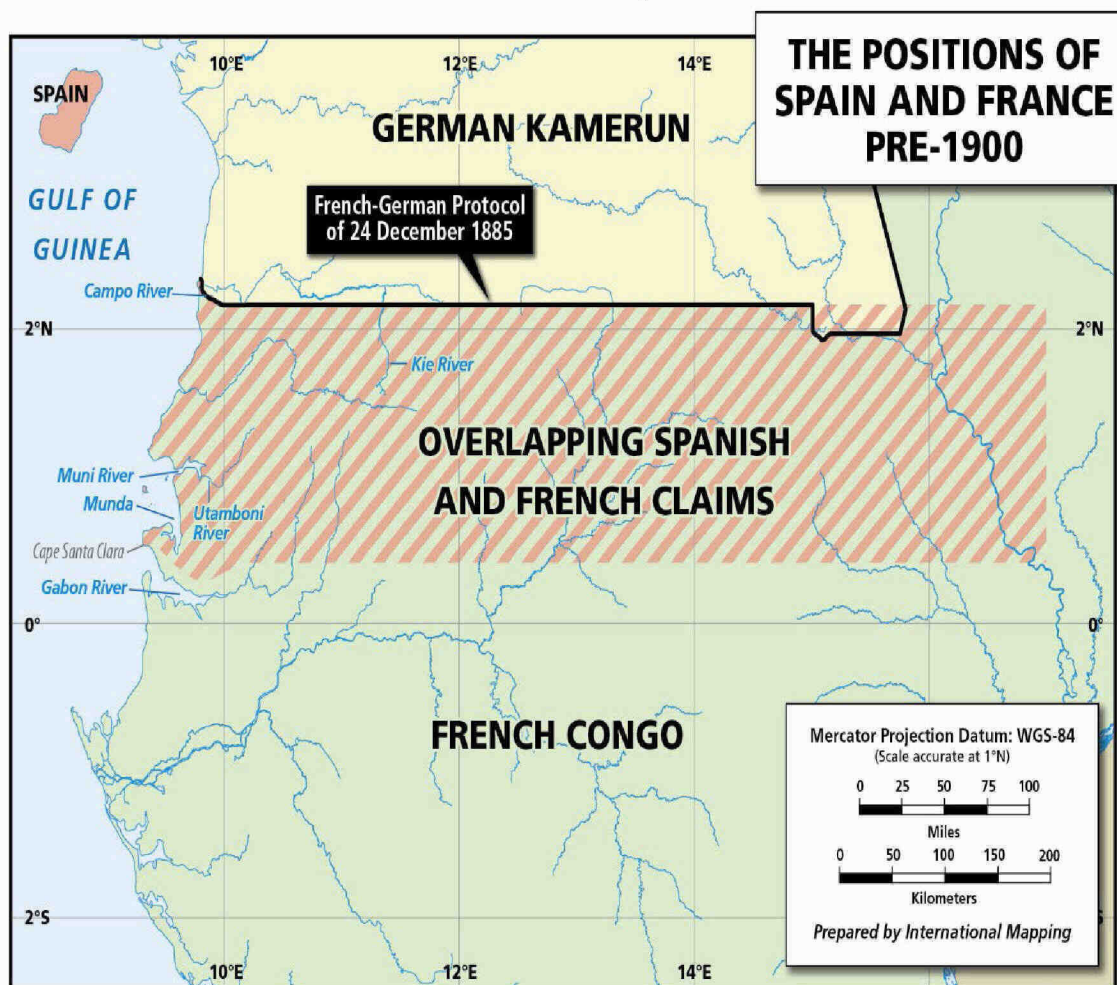 THE POSITIONS OF
SPAIN AND FRANCE
PRE-1900
10°E
12°E
14°E
SPAIN
GERMAN KAMERUN
GULF OF
GUINEA
French-German Protocol
of 24 December 1885
Campo River
2°N
2°N
Kie River
OVERLAPPING SPANISH
AND FRENCH CLAIMS
Muni River
Munda
Utamboni
River
Cape Santa Clara
Gabon River
0°
0°
FRENCH CONGO
Mercator Projection Datum: WGS-84
(Scale accurate at 1°N)
0 25 50 75 100
Miles
0 50 100 150 200
Kilometers
Prepared by International Mapping
2°S
S
10°E
12°E
14°E